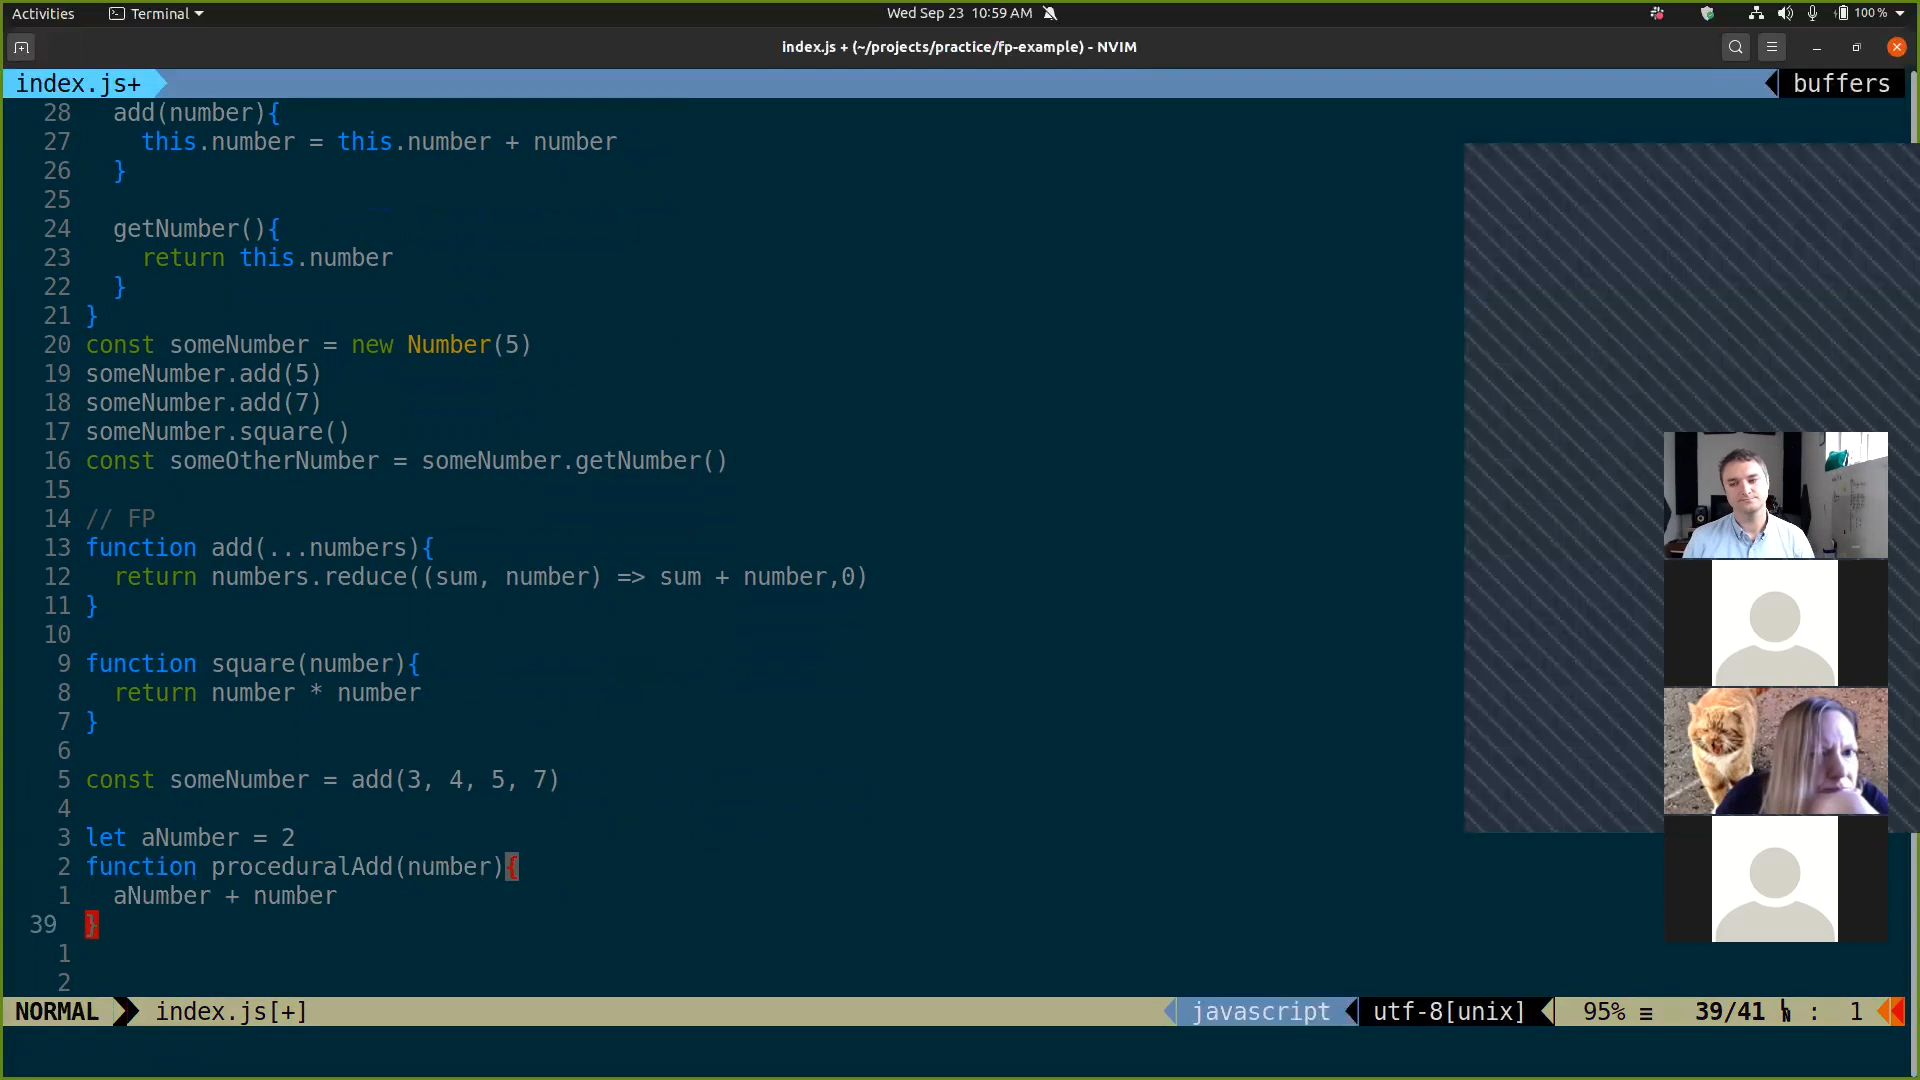 Activities Terminal Wed Sep 23 10:59 AM 100 %
index.js + (~/projects/practice/fp-example) - NVIM
index.js+ buffers
28 add(number){
27 this.number = this.number + number
26 }
25
24 getNumber(){
23 return this.number
22 }
21 }
20 const someNumber = new Number(5)
19 someNumber.add(5)
18 someNumber.add(7)
17 someNumber.square()
16 const someOtherNumber = someNumber.getNumber()
15
14 // FP
13 function add(...numbers){
12 return numbers.reduce((sum, number) => sum + number,0)
11 }
10
9 function square(number){
8 return number * number
7 }
6
5 const someNumber = add(3, 4, 5, 7)
4
3 let aNumber = 2
2 function proceduralAdd(number){
1 aNumber + number
39 }
1
2
NORMAL index.js[+] javascript utf-8[unix] 95% ≡ 39/41 : 1